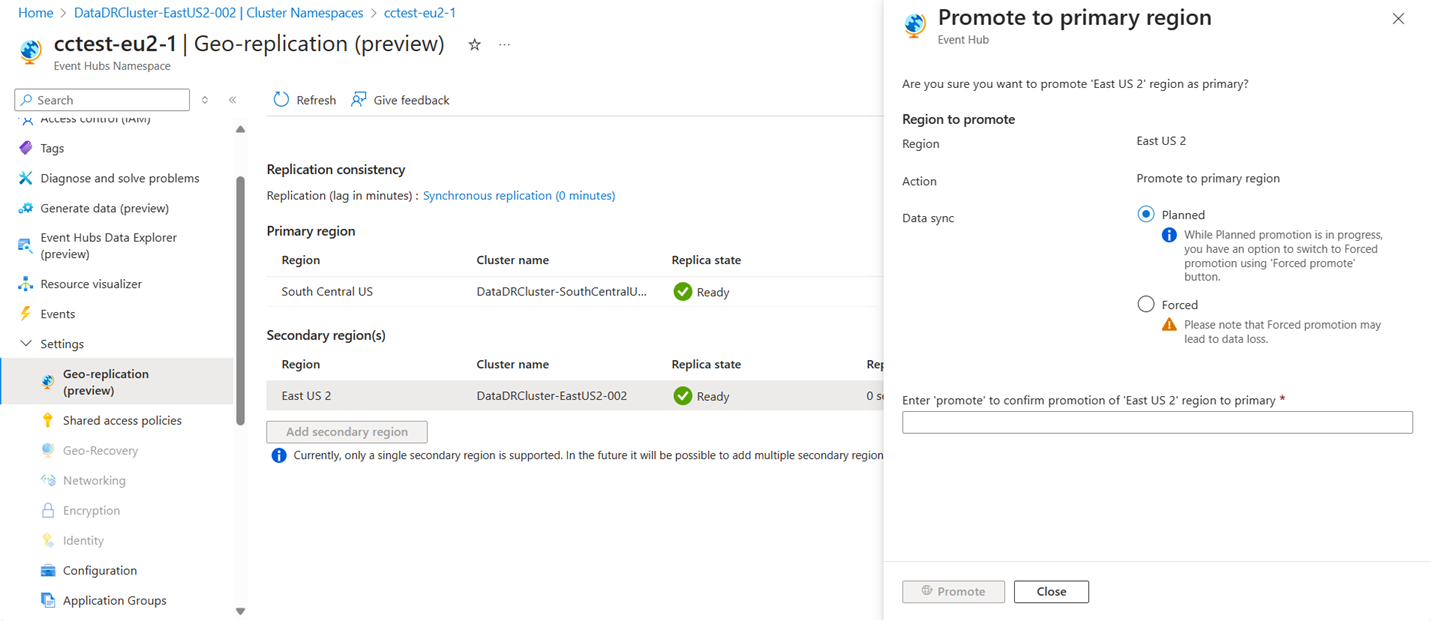 Home > DataDRCluster-EastUS2-002 | Cluster Namespaces > cctest-eu2-1
cctest-eu2-1 | Geo-replication (preview)
Event Hubs Namespace
Search
Access control (IAM)
Tags
Diagnose and solve problems
Generate data (preview)
Event Hubs Data Explorer
(preview)
Resource visualizer
Events
Settings
Geo-replication
(preview)
Shared access policies
Geo-Recovery
Networking
Encryption
Identity
Configuration
Application Groups
Refresh
Give feedback
Replication consistency
Replication (lag in minutes) : Synchronous replication (0 minutes)
Primary region
Region Cluster name Replica state
South Central US DataDRCluster-SouthCentralU... Ready
Secondary region(s)
Region Cluster name Replica state
East US 2 DataDRCluster-EastUS2-002 Ready
Add secondary region
Currently, only a single secondary region is supported. In the future it will be possible to add multiple secondary region
Promote to primary region
Event Hub
Are you sure you want to promote 'East US 2' region as primary?
Region to promote
Region East US 2
Action Promote to primary region
Data sync Planned
While Planned promotion is in progress,
you have an option to switch to Forced
promotion using 'Forced promote'
button.
Forced
Please note that Forced promotion may
lead to data loss.
Enter 'promote' to confirm promotion of 'East US 2' region to primary *
Promote
Close